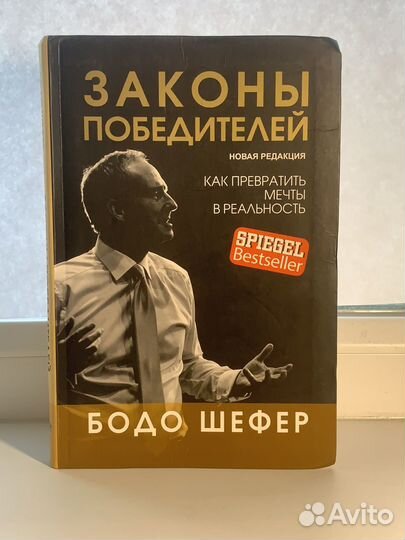 ЗАКОНЫ
ПОБЕДИТЕЛЕЙ
НОВАЯ РЕДАКЦИЯ
КАК ПРЕВРАТИТЬ
МЕЧТЫ
В РЕАЛЬНОСТЬ
SPIEGEL
Bestseller
БОДО ШЕФЕР
Avito